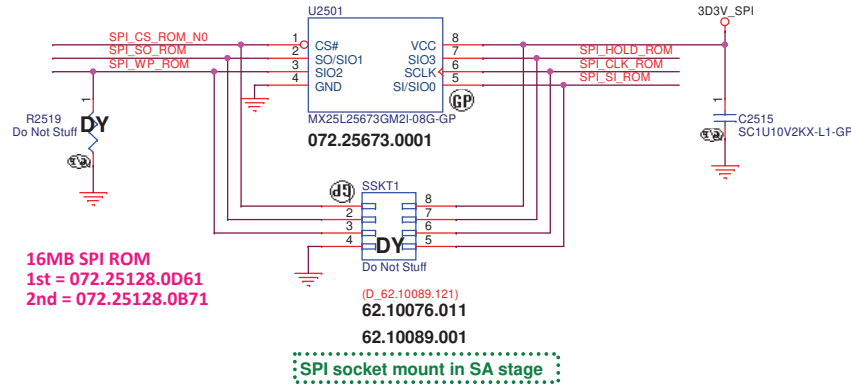 U2501
3D3V_SPI
SPI_CS_ROM_N0
SPI_SO_ROM
SPI_WP_ROM
1
2
3
4
CS#
SO/SIO1
SIO2
GND
VCC
SIO3
SCLK
SI/SIO0
8
7
6
5
SPI_HOLD_ROM
SPI_CLK_ROM
SPI_SI_ROM
GP
MX25L25673GM2I-08G-GP
072.25673.0001
1
R2519
Do Not Stuff
DY
1
C2515
SC1U10V2KX-L1-GP
GP
SSKT1
1
2
3
4
8
7
6
5
DY
Do Not Stuff
16MB SPI ROM
1st = 072.25128.0D61
2nd = 072.25128.0B71
(D_62.10089.121)
62.10076.011
62.10089.001
SPI socket mount in SA stage